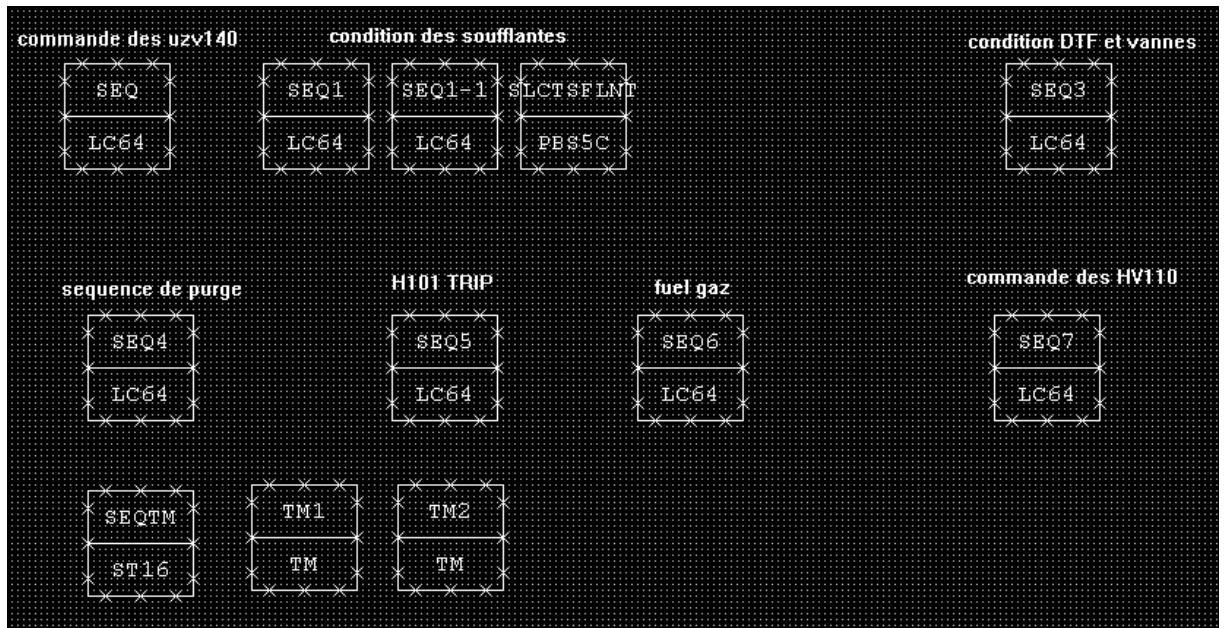 commande des uzv140
condition des soufflantes
condition DTF et vannes
SEQ
SEQ1
SEQ1-1
SLCTSFLNT
SEQ3
LC64
LC64
LC64
PBS5C
LC64
sequence de purge
H101 TRIP
fuel gaz
commande des HV110
SEQ4
SEQ5
SEQ6
SEQ7
LC64
LC64
LC64
LC64
SEQTM
TM1
TM2
ST16
TM
TM